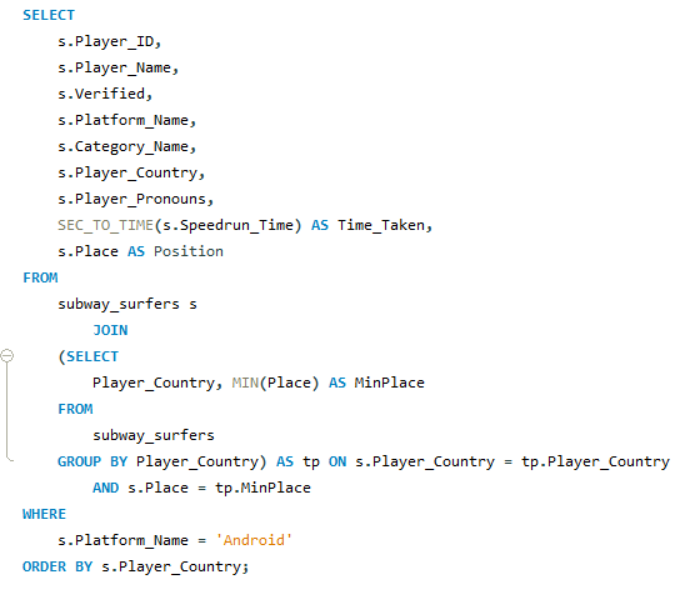 SELECT
s.Player_ID,
s.Player_Name,
s.Verified,
s.Platform_Name,
s.Category_Name,
s.Player_Country,
s.Player_Pronouns,
SEC_TO_TIME(s.Speedrun_Time) AS Time_Taken,
s.Place AS Position
FROM
subway_surfers s
JOIN
(SELECT
Player_Country, MIN(Place) AS MinPlace
FROM
subway_surfers
GROUP BY Player_Country) AS tp ON s.Player_Country = tp.Player_Country
AND s.Place = tp.MinPlace
WHERE
s.Platform_Name = 'Android'
ORDER BY s.Player_Country;